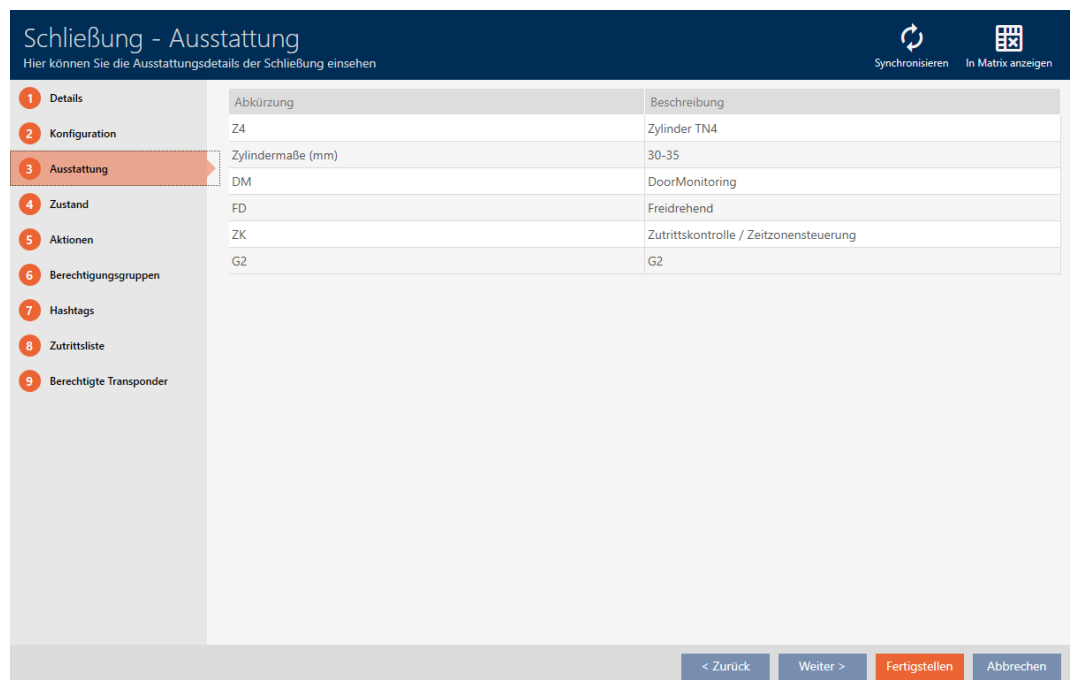 Schließung - Ausstattung
Hier können Sie die Ausstattungsdetails der Schließung einsehen
Synchronisieren
In Matrix anzeigen
1 Details
2 Konfiguration
3 Ausstattung
4 Zustand
5 Aktionen
6 Berechtigungsgruppen
7 Hashtags
8 Zutrittsliste
9 Berechtigte Transponder
Abkürzung Beschreibung
Z4 Zylinder TN4
Zylindermaße (mm) 30-35
DM DoorMonitoring
FD Freidrehend
ZK Zutrittskontrolle / Zeitzonensteuerung
G2 G2
< Zurück Weiter > Fertigstellen Abbrechen